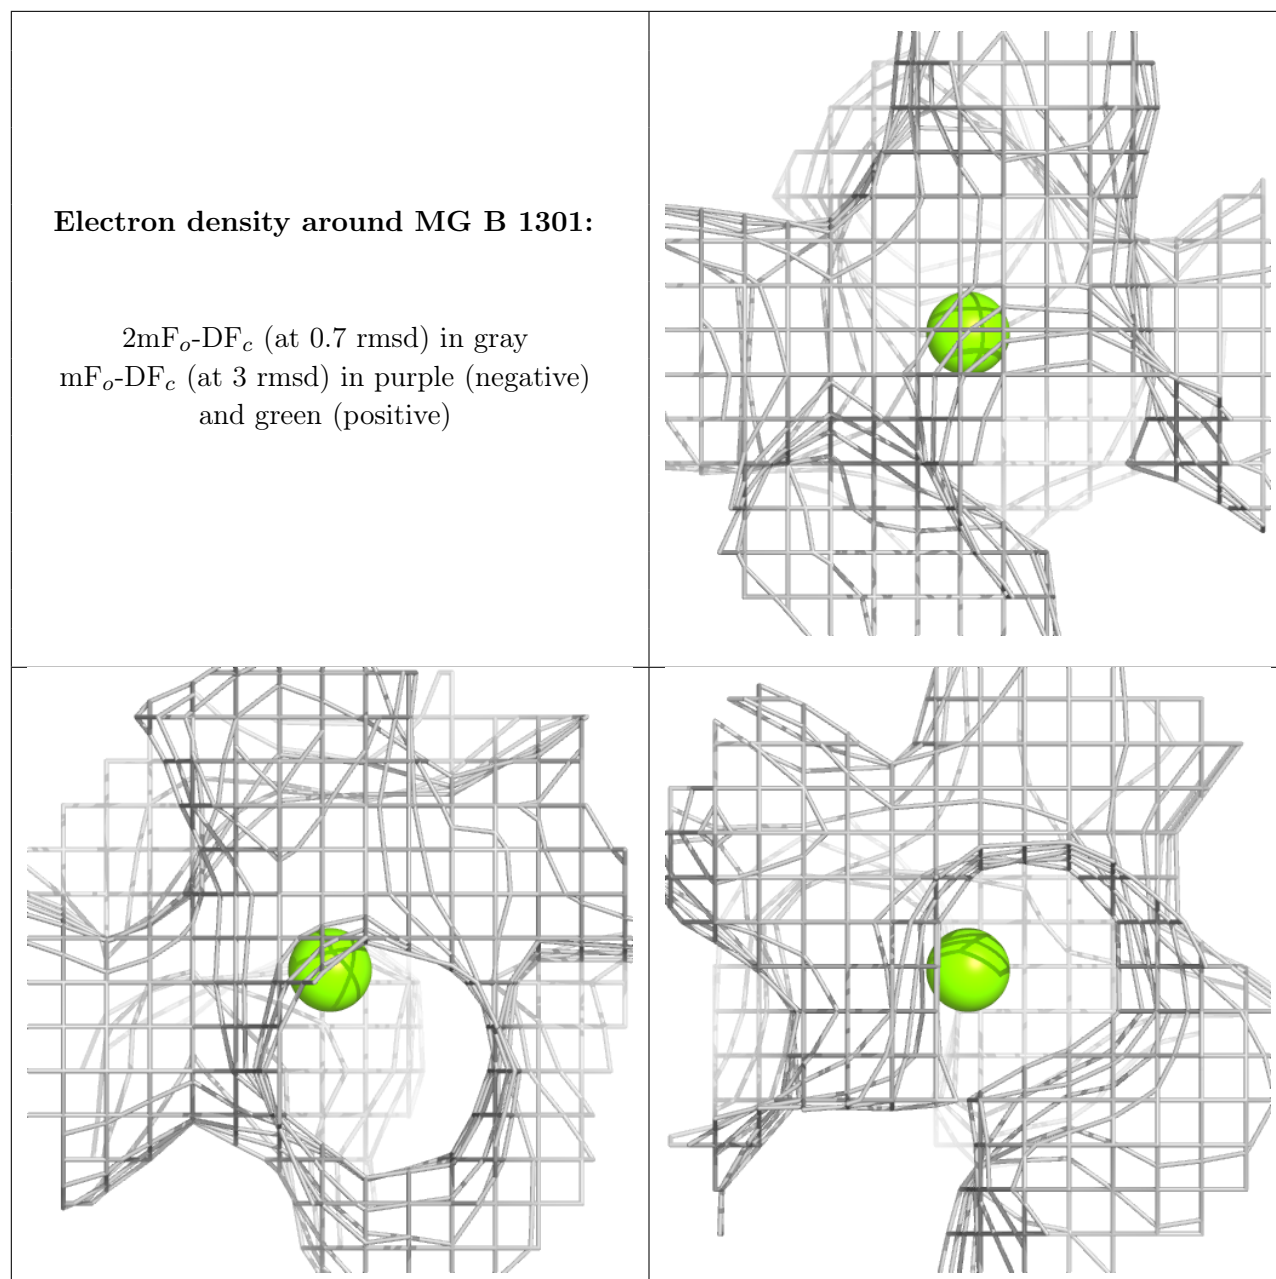 Electron density around MG B 1301:
2mFo-DFc (at 0.7 rmsd) in gray
mFo-DFc (at 3 rmsd) in purple (negative)
and green (positive)